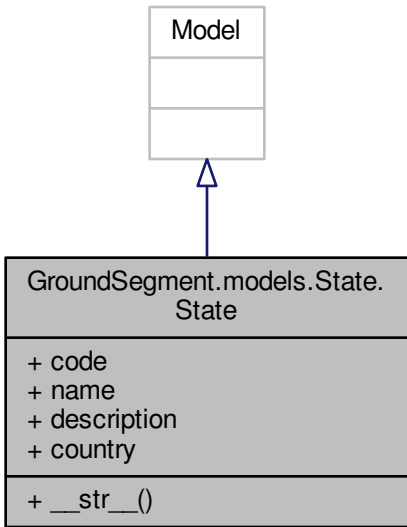 Model
GroundSegment.models.State.
State
+ code
+ name
+ description
+ country
+ __str__()